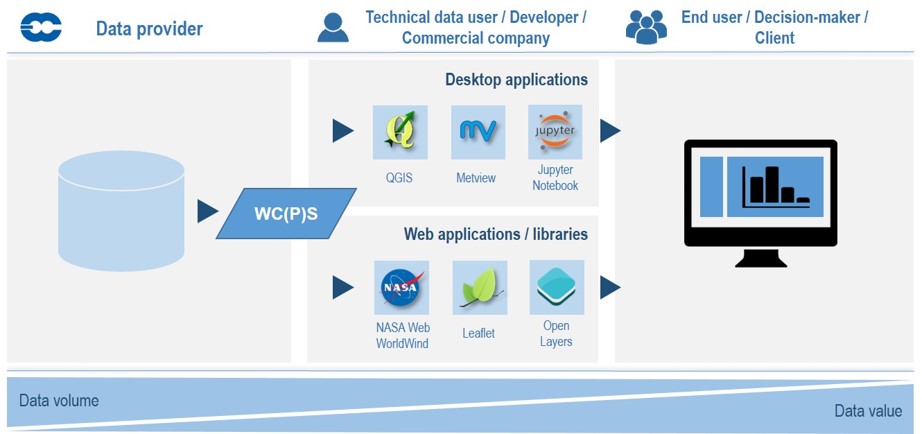 Data provider
Technical data user / Developer /
Commercial company
End user / Decision-maker /
Client
Desktop applications
QGIS
Metview
jupyter
Jupyter
Notebook
WC(P)S
Web applications / libraries
NASA
NASA Web
WorldWind
Leaflet
Open
Layers
Data volume
Data value